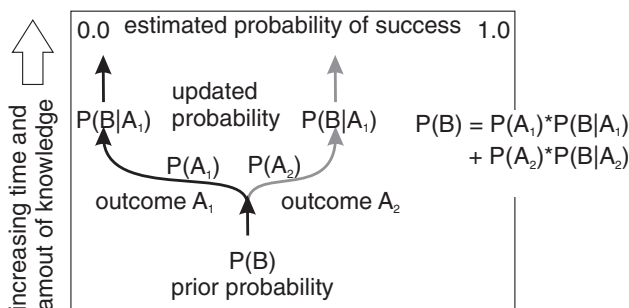 0.0 estimated probability of success 1.0
updated
probability
P(B|A₁)
P(B|A₁)
P(A₁)
P(A₂)
outcome A₁
outcome A₂
P(B)
prior probability
increasing time and
amout of knowledge
P(B) = P(A₁)*P(B|A₁)
+ P(A₂)*P(B|A₂)